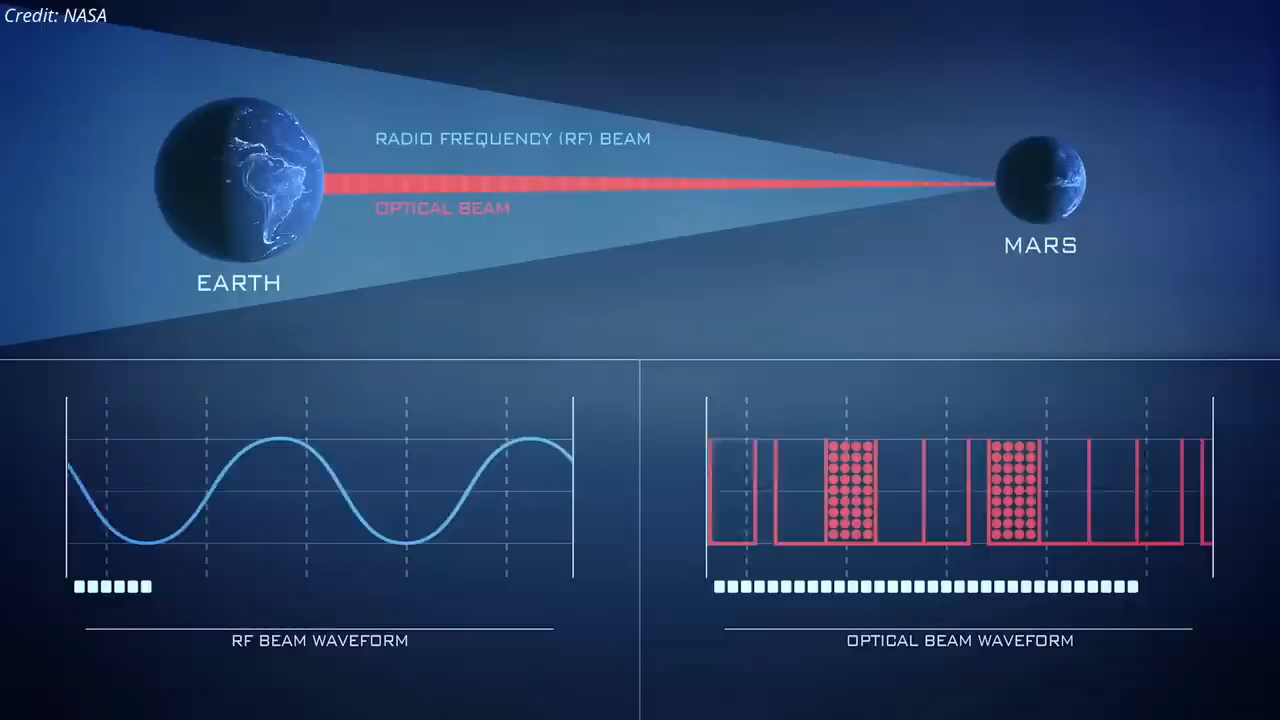 Credit: NASA
RADIO FREQUENCY (RF) BEAM
OPTICAL BEAM
EARTH
MARS
RF BEAM WAVEFORM
OPTICAL BEAM WAVEFORM